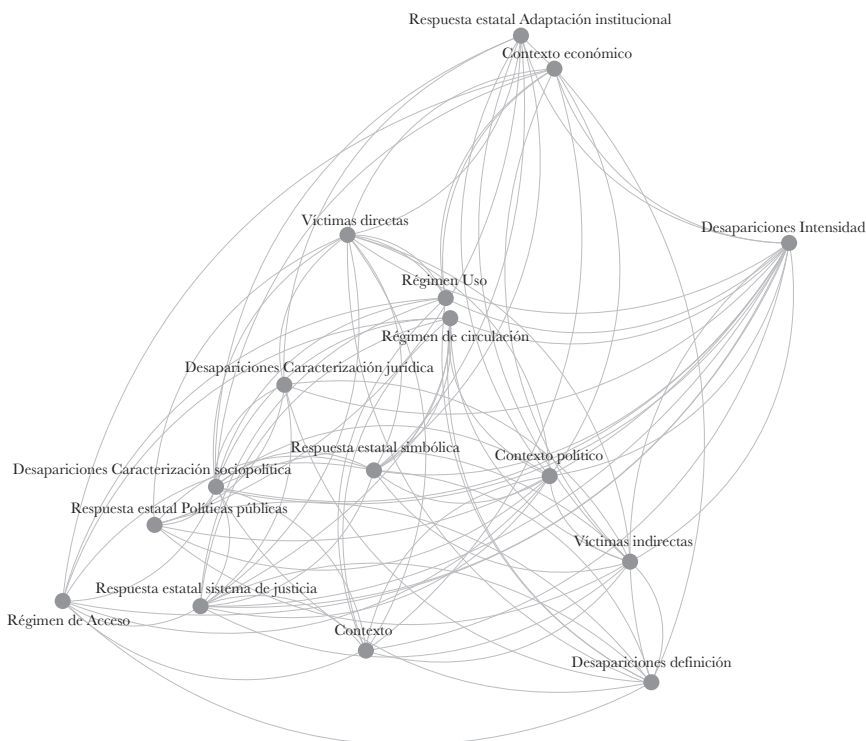 Respuesta estatal Adaptación institucional
Contexto económico
Víctimas directas
Desapariciones Intensidad
Régimen Uso
Régimen de circulación
Desapariciones Caracterización jurídica
Respuesta estatal simbólica
Contexto político
Desapariciones Caracterización sociopolítica
Respuesta estatal Políticas públicas
Víctimas indirectas
Respuesta estatal sistema de justicia
Régimen de Acceso
Contexto
Desapariciones definición